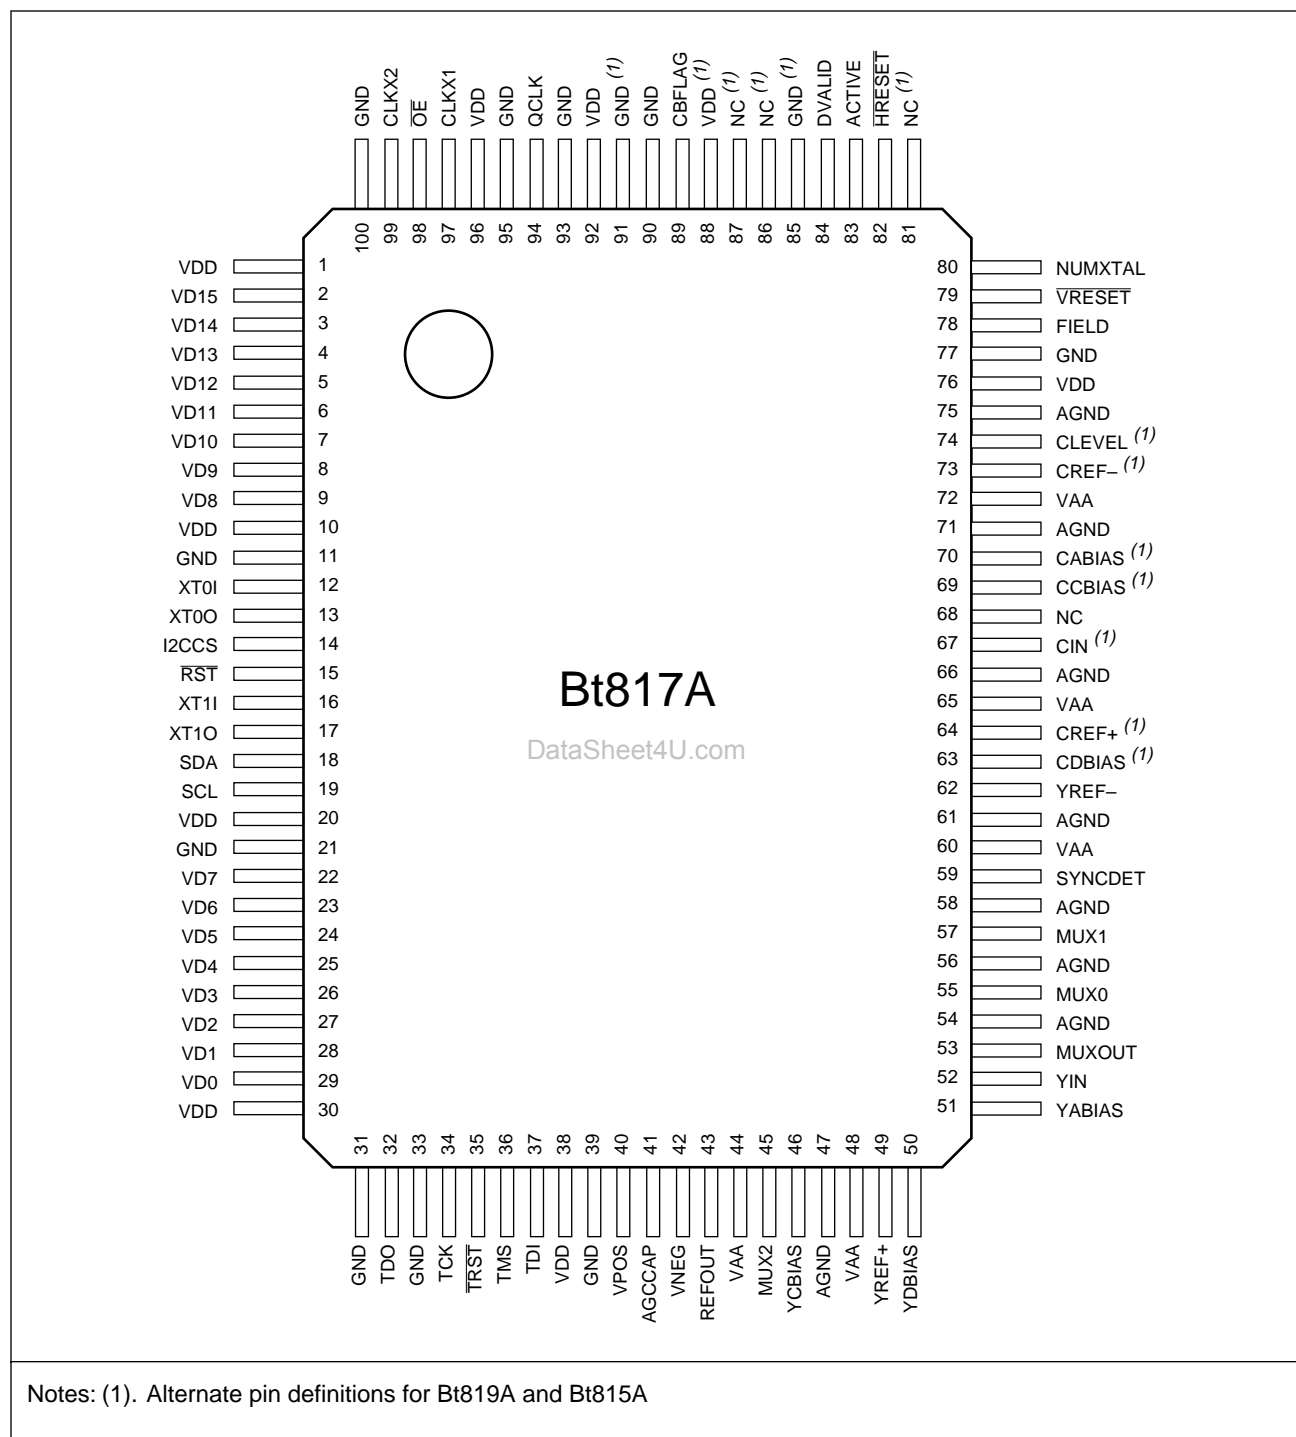 GND CLKX2 OE CLKX1 VDD GND QCLK GND VDD GND (1) GND CBFLAG VDD (1) NC (1) NC (1) GND (1) DVALID ACTIVE HRESET NC (1)
100 99 98 97 96 95 94 93 92 91 90 89 88 87 86 85 84 83 82 81
VDD 1 80 NUMXTAL
VD15 2 79 VRESET
VD14 3 78 FIELD
VD13 4 77 GND
VD12 5 76 VDD
VD11 6 75 AGND
VD10 7 74 CLEVEL (1)
VD9 8 73 CREF– (1)
VD8 9 72 VAA
VDD 10 71 AGND
GND 11 70 CABIAS (1)
XT0I 12 69 CCBIAS (1)
XT0O 13 68 NC
I2CCS 14 67 CIN (1)
RST 15 66 AGND
XT1I 16 65 VAA
XT1O 17 64 CREF+ (1)
SDA 18 63 CDBIAS (1)
SCL 19 62 YREF–
VDD 20 61 AGND
GND 21 60 VAA
VD7 22 59 SYNCDET
VD6 23 58 AGND
VD5 24 57 MUX1
VD4 25 56 AGND
VD3 26 55 MUX0
VD2 27 54 AGND
VD1 28 53 MUXOUT
VD0 29 52 YIN
VDD 30 51 YABIAS
Bt817A
DataSheet4U.com
31 32 33 34 35 36 37 38 39 40 41 42 43 44 45 46 47 48 49 50
GND TDO GND TCK TRST TMS TDI VDD GND VPOS AGCCAP VNEG REFOUT VAA MUX2 YCBIAS AGND VAA YREF+ YDBIAS
Notes: (1). Alternate pin definitions for Bt819A and Bt815A